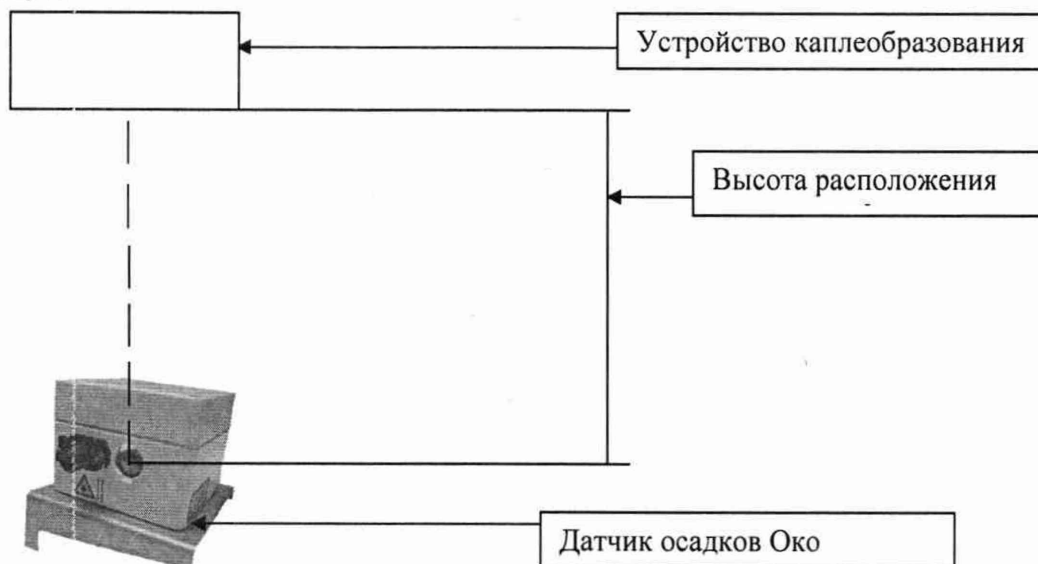 Устройство каплеобразования
Высота расположения
Датчик осадков Око